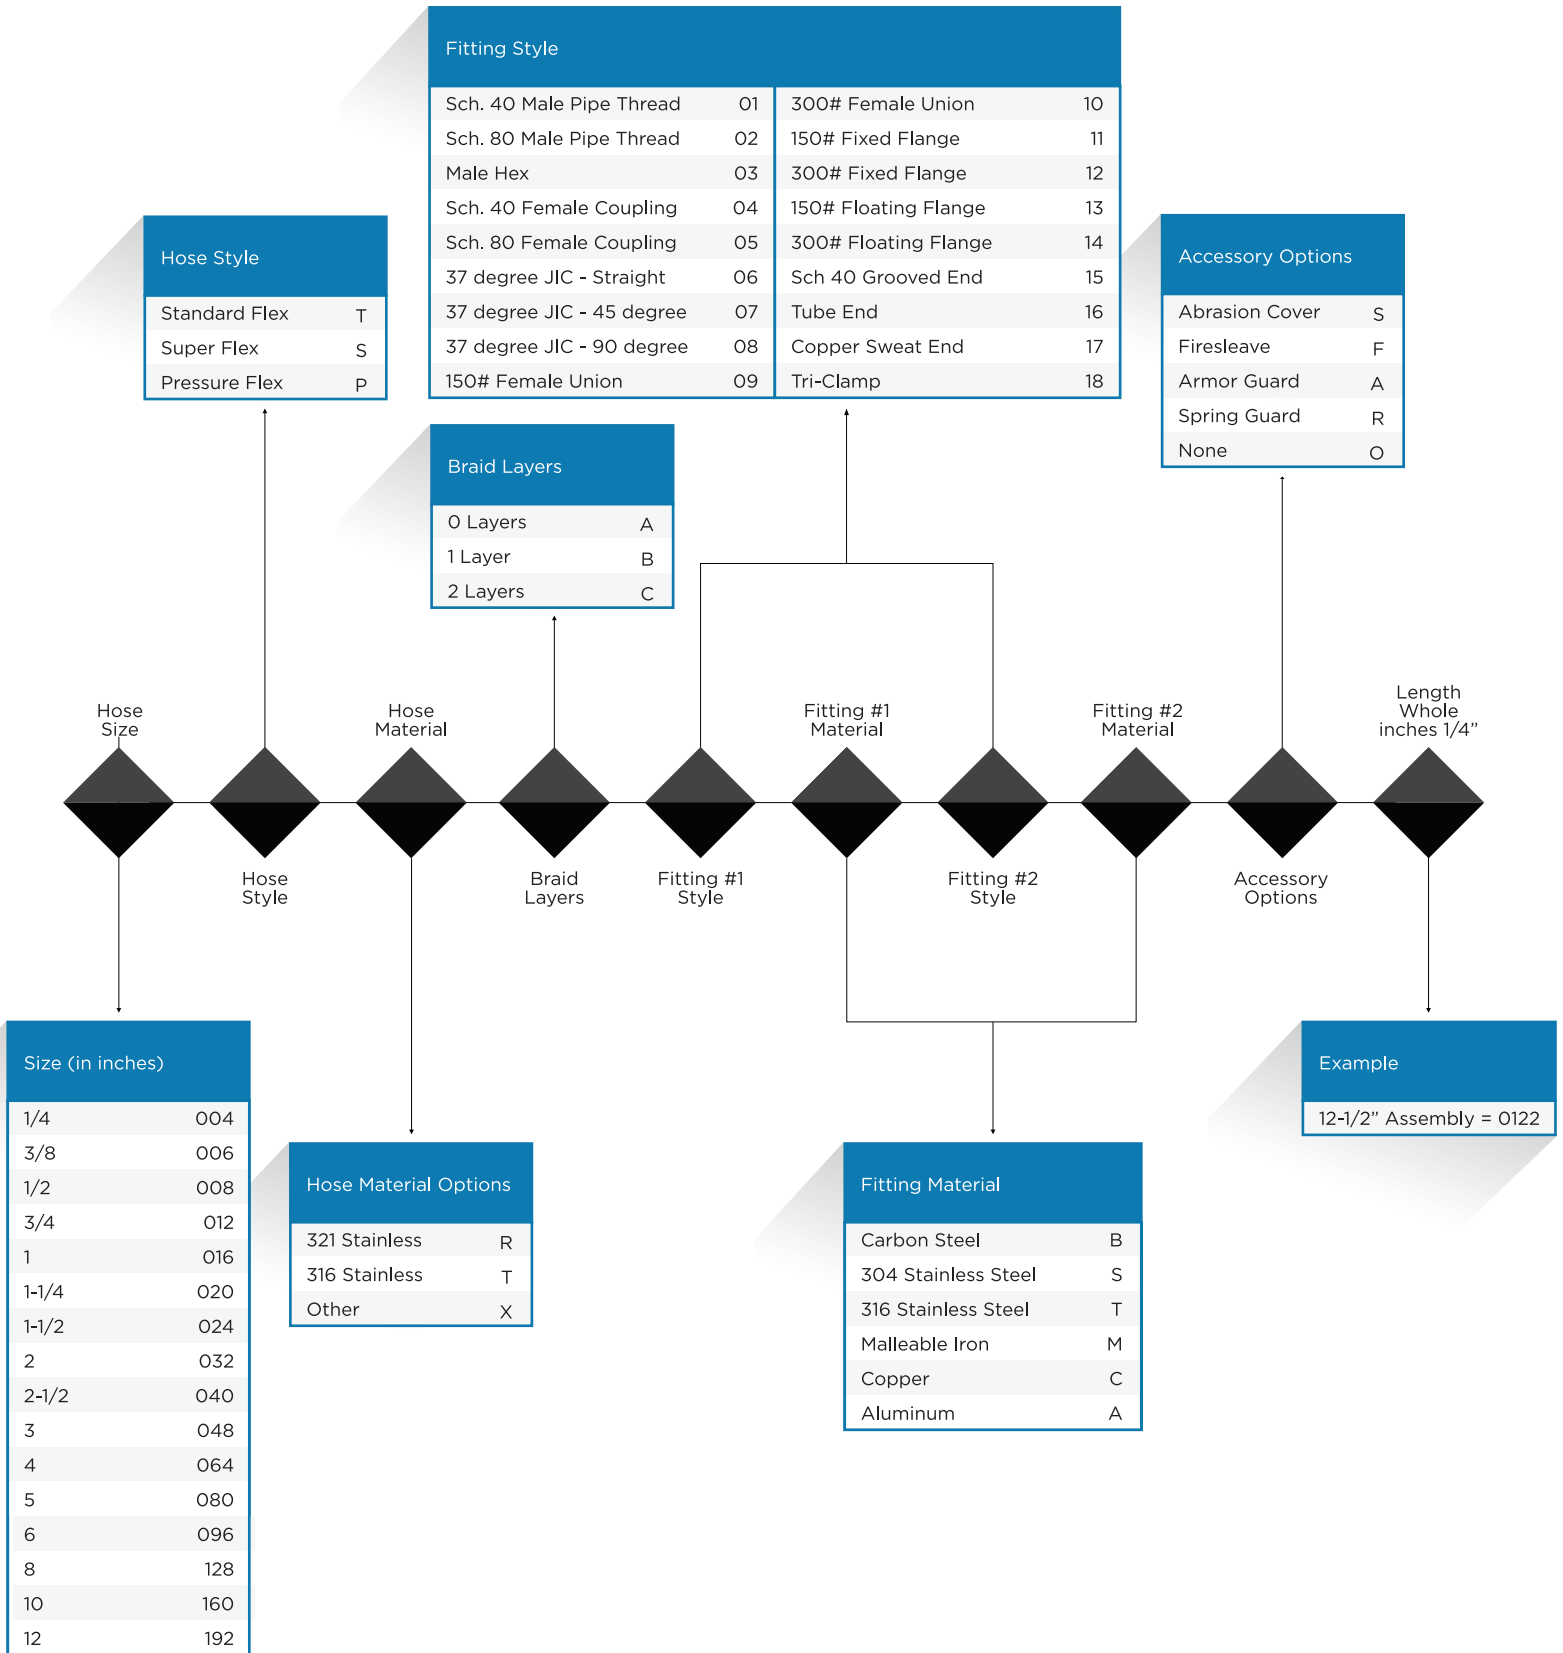 Fitting Style
Sch. 40 Male Pipe Thread 01
Sch. 80 Male Pipe Thread 02
Male Hex 03
Sch. 40 Female Coupling 04
Sch. 80 Female Coupling 05
37 degree JIC - Straight 06
37 degree JIC - 45 degree 07
37 degree JIC - 90 degree 08
150# Female Union 09
300# Female Union 10
150# Fixed Flange 11
300# Fixed Flange 12
150# Floating Flange 13
300# Floating Flange 14
Sch 40 Grooved End 15
Tube End 16
Copper Sweat End 17
Tri-Clamp 18
Hose Style
Standard Flex T
Super Flex S
Pressure Flex P
Accessory Options
Abrasion Cover S
Firesleave F
Armor Guard A
Spring Guard R
None O
Braid Layers
0 Layers A
1 Layer B
2 Layers C
Hose
Size
Hose
Material
Fitting #1
Material
Fitting #2
Material
Length
Whole
inches 1/4”
Hose
Style
Braid
Layers
Fitting #1
Style
Fitting #2
Style
Accessory
Options
Size (in inches)
1/4 004
3/8 006
1/2 008
3/4 012
1 016
1-1/4 020
1-1/2 024
2 032
2-1/2 040
3 048
4 064
5 080
6 096
8 128
10 160
12 192
Hose Material Options
321 Stainless R
316 Stainless T
Other X
Fitting Material
Carbon Steel B
304 Stainless Steel S
316 Stainless Steel T
Malleable Iron M
Copper C
Aluminum A
Example
12-1/2” Assembly = 0122